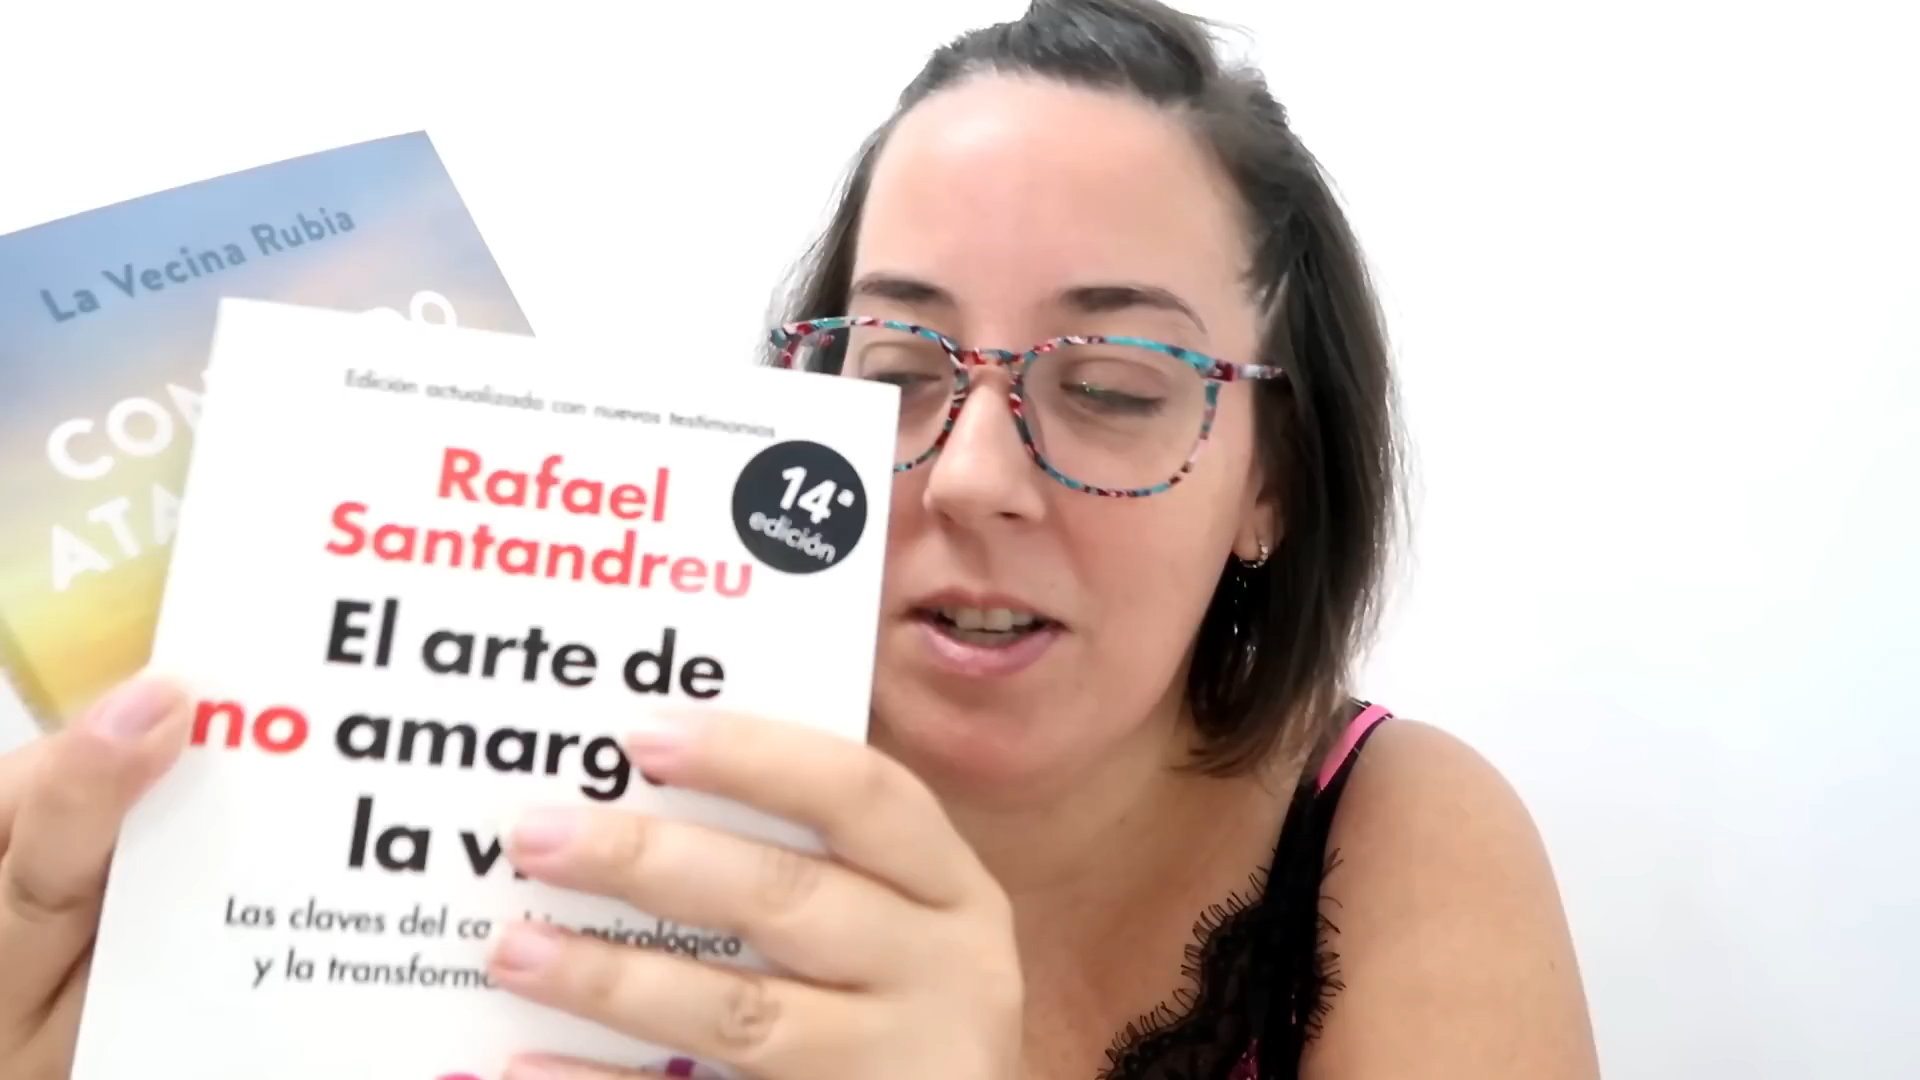 La Vecina Rubia
Edición actualizada con nuevos testimonios
Rafael
Santandreu
14ª
edición
El arte de
no amarg
la v
Las claves del ca psicológico
y la transforma